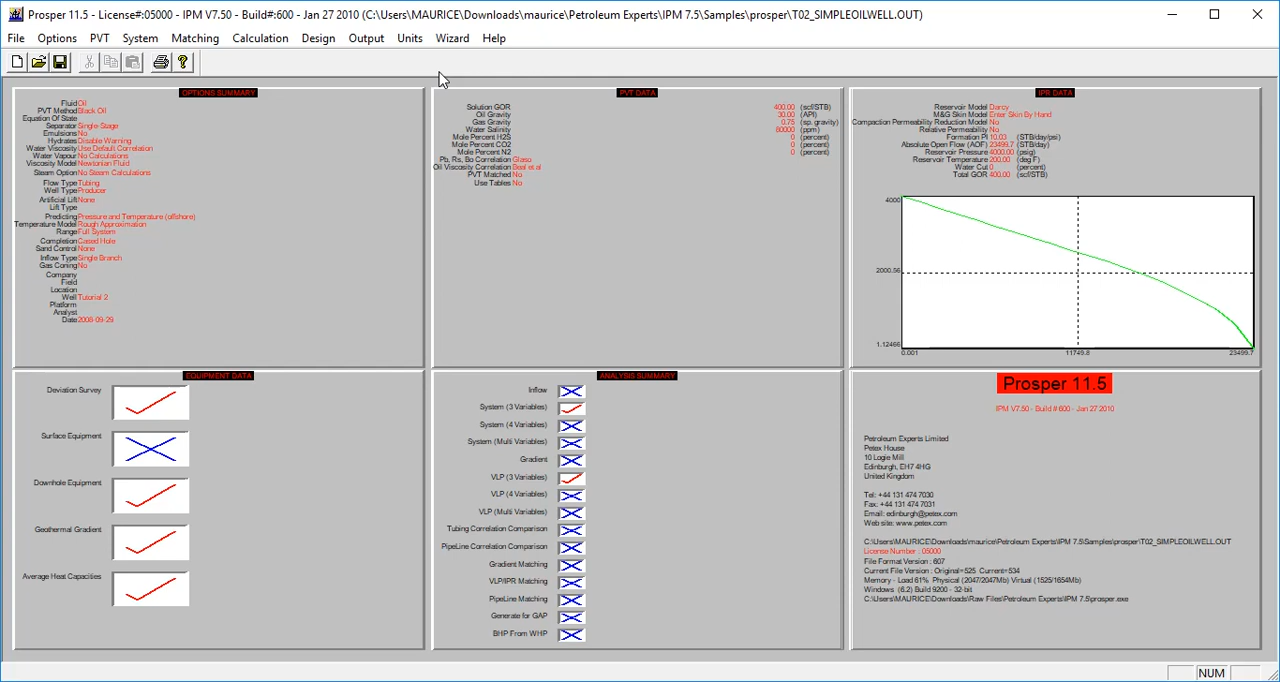 Prosper 11.5 - License#:05000 - IPM V7.50 - Build#:600 - Jan 27 2010 (C:\Users\MAURICE\Downloads\maurice\Petroleum Experts\IPM 7.5\Samples\prosper\T02_SIMPLEOILWELL.OUT)
File Options PVT System Matching Calculation Design Output Units Wizard Help
OPTIONS SUMMARY
Fluid Oil
PVT Method Black Oil
Equation Of State
Separator Single-Stage
Emulsions No
Hydrates Disable Warning
Water Viscosity Use Default Correlation
Water Vapour No Calculations
Viscosity Model Newtonian Fluid
Steam Option No Steam Calculations
Flow Type Tubing
Well Type Producer
Artificial Lift None
Lift Type
Predicting Pressure and Temperature (offshore)
Temperature Model Rough Approximation
Range Full System
Completion Cased Hole
Sand Control None
Inflow Type Single Branch
Gas Coning No
Company
Field
Location
Well Tutorial 2
Platform
Analyst
Date 2008-09-29
PVT DATA
Solution GOR 400.00 (scf/STB)
Oil Gravity 30.00 (API)
Gas Gravity 0.75 (sp. gravity)
Water Salinity 80000 (ppm)
Mole Percent H2S 0 (percent)
Mole Percent CO2 0 (percent)
Mole Percent N2 0 (percent)
Pb, Rs, Bo Correlation Glaso
Oil Viscosity Correlation Beal et al
PVT Matched No
Use Tables No
IPR DATA
Reservoir Model Darcy
M&G Skin Model Enter Skin By Hand
Compaction Permeability Reduction Model No
Relative Permeability No
Formation PI 10.03 (STB/day/psi)
Absolute Open Flow (AOF) 23499.7 (STB/day)
Reservoir Pressure 4000.00 (psig)
Reservoir Temperature 200.00 (deg F)
Water Cut 0 (percent)
Total GOR 400.00 (scf/STB)
4000
2000.56
1.12466
0.001 11749.8 23499.7
EQUIPMENT DATA
Deviation Survey
Surface Equipment
Downhole Equipment
Geothermal Gradient
Average Heat Capacities
ANALYSIS SUMMARY
Inflow
System (3 Variables)
System (4 Variables)
System (Multi Variables)
Gradient
VLP (3 Variables)
VLP (4 Variables)
VLP (Multi Variables)
Tubing Correlation Comparison
PipeLine Correlation Comparison
Gradient Matching
VLP/IPR Matching
PipeLine Matching
Generate for GAP
BHP From WHP
Prosper 11.5
IPM V7.50 - Build # 600 - Jan 27 2010
Petroleum Experts Limited
Petex House
10 Logie Mill
Edinburgh, EH7 4HG
United Kingdom
Tel: +44 131 474 7030
Fax: +44 131 474 7031
Email: edinburgh@petex.com
Web site: www.petex.com
C:\Users\MAURICE\Downloads\maurice\Petroleum Experts\IPM 7.5\Samples\prosper\T02_SIMPLEOILWELL.OUT
License Number : 05000
File Format Version : 607
Current File Version : Original=525 Current=534
Memory - Load 61% Physical (2047/2047Mb) Virtual (1525/1654Mb)
Windows (6.2) Build 9200 - 32-bit
C:\Users\MAURICE\Downloads\Raw Files\Petroleum Experts\IPM 7.5\prosper.exe
NUM